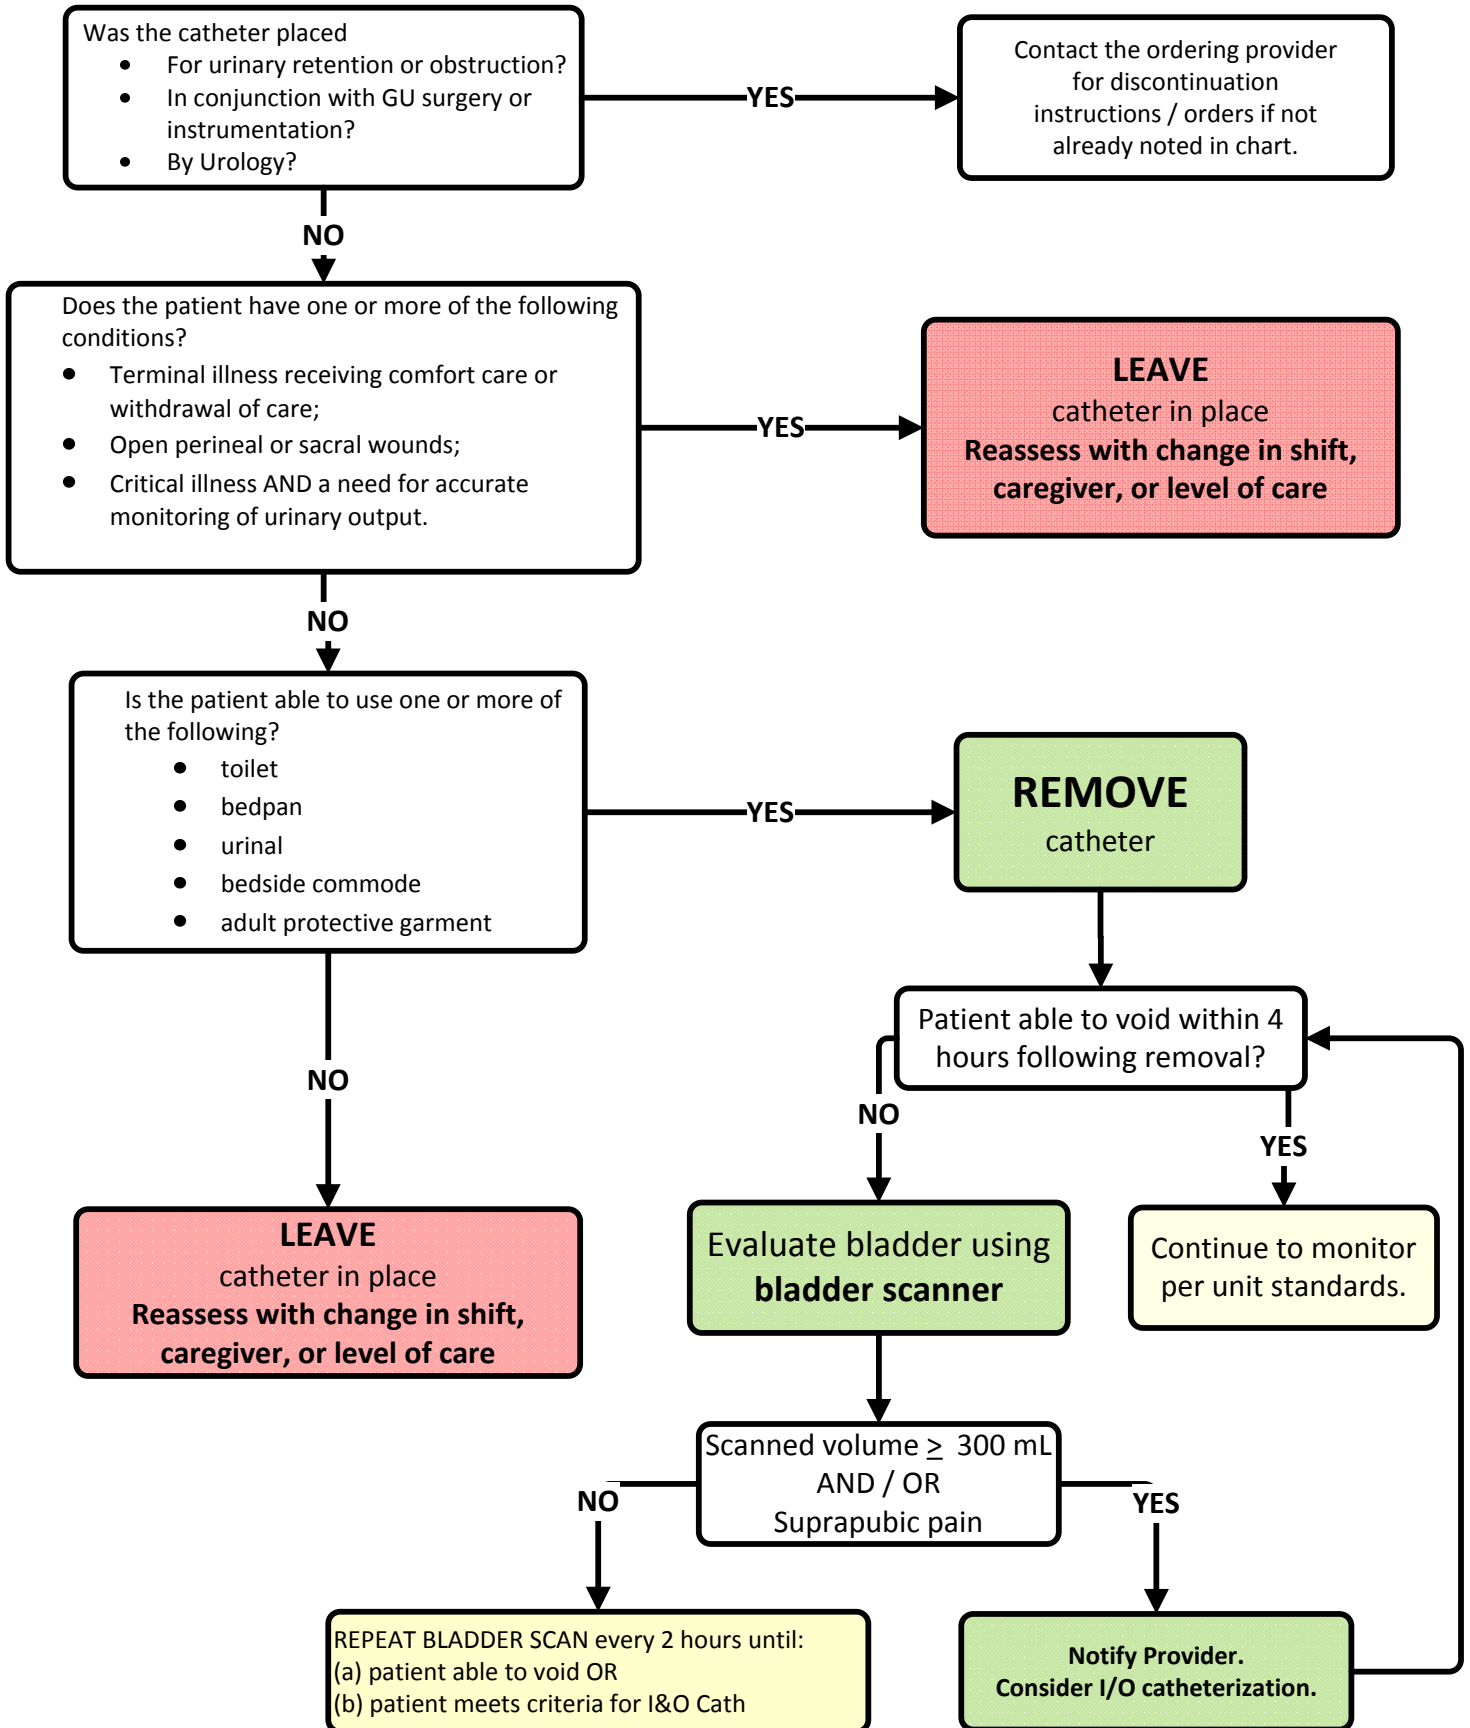 Was the catheter placed
• For urinary retention or obstruction?
• In conjunction with GU surgery or
instrumentation?
• By Urology?
YES
Contact the ordering provider
for discontinuation
instructions / orders if not
already noted in chart.
NO
Does the patient have one or more of the following
conditions?
• Terminal illness receiving comfort care or
withdrawal of care;
• Open perineal or sacral wounds;
• Critical illness AND a need for accurate
monitoring of urinary output.
YES
LEAVE
catheter in place
Reassess with change in shift,
caregiver, or level of care
NO
Is the patient able to use one or more of
the following?
• toilet
• bedpan
• urinal
• bedside commode
• adult protective garment
YES
REMOVE
catheter
NO
LEAVE
catheter in place
Reassess with change in shift,
caregiver, or level of care
Patient able to void within 4
hours following removal?
NO
YES
Evaluate bladder using
bladder scanner
Continue to monitor
per unit standards.
Scanned volume ≥ 300 mL
AND / OR
Suprapubic pain
NO
YES
REPEAT BLADDER SCAN every 2 hours until:
(a) patient able to void OR
(b) patient meets criteria for I&O Cath
Notify Provider.
Consider I/O catheterization.